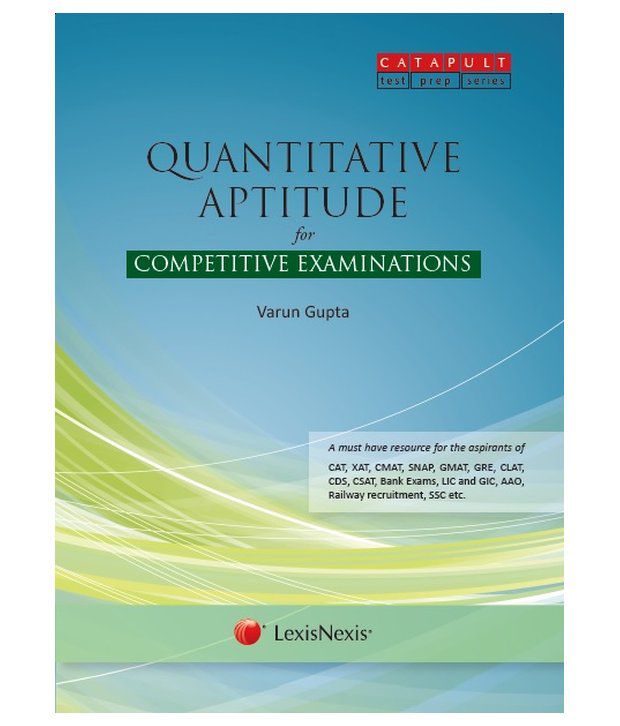 CATAPULT
test prep series
QUANTITATIVE
APTITUDE
for
COMPETITIVE EXAMINATIONS
Varun Gupta
A must have resource for the aspirants of
CAT, XAT, CMAT, SNAP, GMAT, GRE, CLAT,
CDS, CSAT, Bank Exams, LIC and GIC, AAO,
Railway recruitment, SSC etc.
LexisNexis®